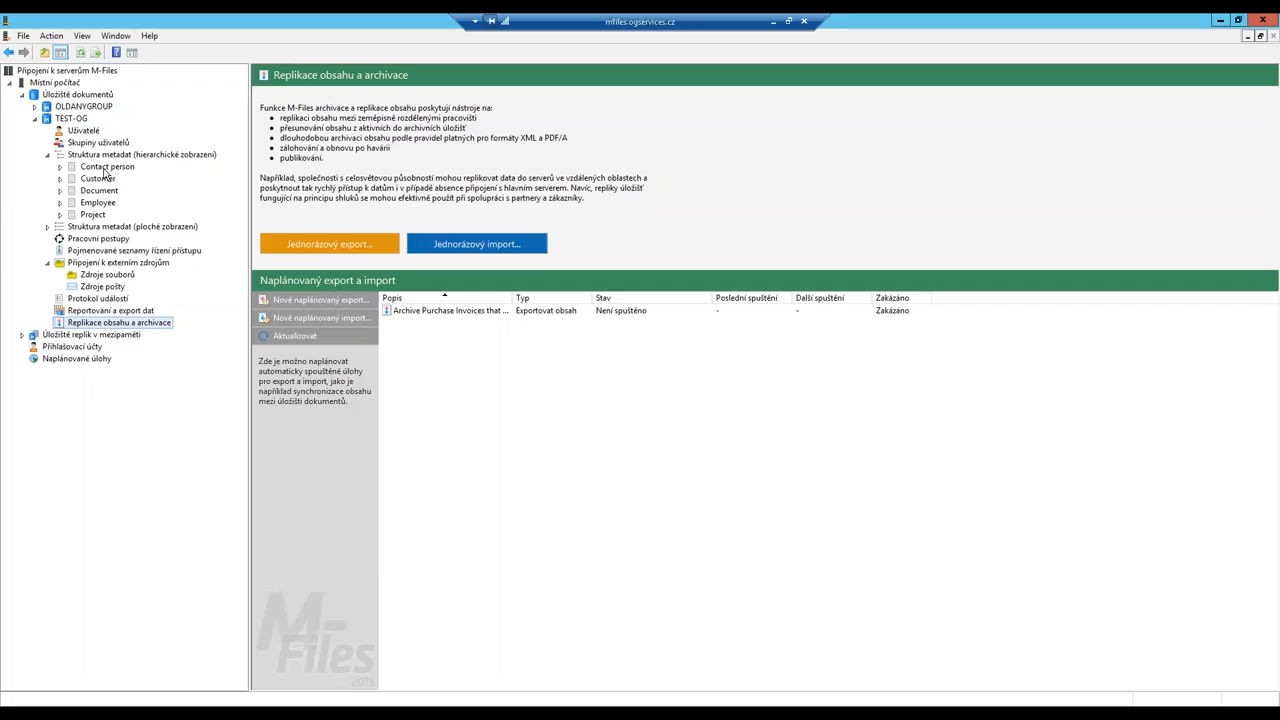 mfiles.ogservices.cz
File Action View Window Help
Připojení k serverům M-Files
Místní počítač
Úložiště dokumentů
OLDANYGROUP
TEST-OG
Uživatelé
Skupiny uživatelů
Struktura metadat (hierarchické zobrazení)
Contact person
Customer
Document
Employee
Project
Struktura metadat (ploché zobrazení)
Pracovní postupy
Pojmenované seznamy řízení přístupu
Připojení k externím zdrojům
Zdroje souborů
Zdroje pošty
Protokol událostí
Reportování a export dat
Replikace obsahu a archivace
Úložiště replik v mezipaměti
Přihlašovací účty
Naplánované úlohy
Replikace obsahu a archivace
Funkce M-Files archivace a replikace obsahu poskytují nástroje na:
• replikaci obsahu mezi zeměpisně rozdělenými pracovišti
• přesunování obsahu z aktivních do archivních úložišť
• dlouhodobou archivaci obsahu podle pravidel platných pro formáty XML a PDF/A
• zálohování a obnovu po havárii
• publikování.
Například, společnosti s celosvětovou působností mohou replikovat data do serverů ve vzdálených oblastech a
poskytnout tak rychlý přístup k datům i v případě absence připojení s hlavním serverem. Navíc, repliky úložišť
fungující na principu shluků se mohou efektivně použít při spolupráci s partnery a zákazníky.
Jednorázový export... Jednorázový import...
Naplánovaný export a import
Nově naplánovaný export...
Nově naplánovaný import...
Aktualizovat
Zde je možno naplánovat
automaticky spouštěné úlohy
pro export a import, jako je
například synchronizace obsahu
mezi úložišti dokumentů.
Popis Typ Stav Poslední spuštění Další spuštění Zakázáno
Archive Purchase Invoices that ... Exportovat obsah Není spuštěno - - Zakázáno
M-Files
2015